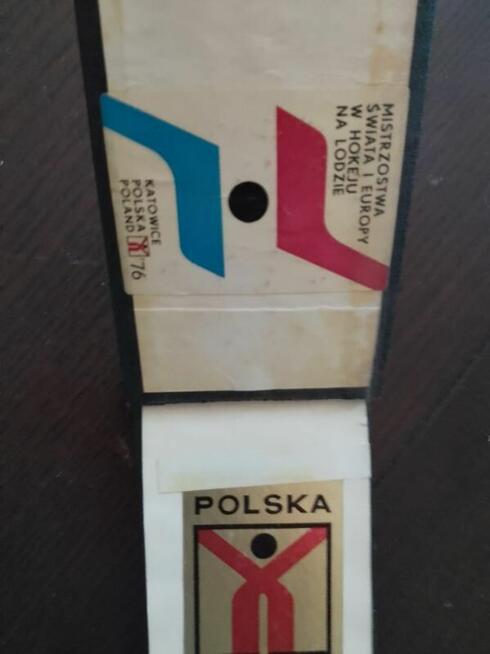 MISTRZOSTWA
ŚWIATA I EUROPY
W HOKEJU
NA LODZIE
KATOWICE
POLSKA
POLAND '76
POLSKA